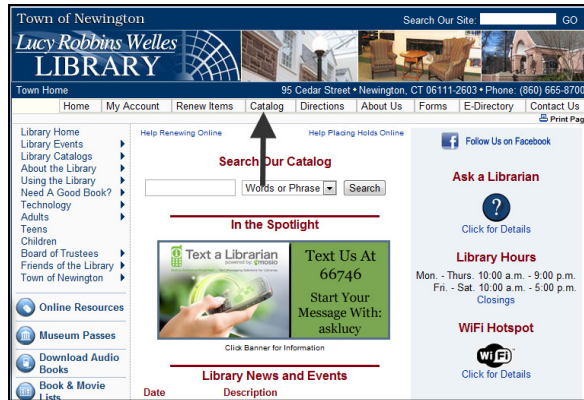 Town of Newington
Search Our Site: GO
Lucy Robbins Welles
LIBRARY
Town Home
95 Cedar Street • Newington, CT 06111-2603 • Phone: (860) 665-8700
Home My Account Renew Items Catalog Directions About Us Forms E-Directory Contact Us
Print Pag
Library Home
Library Events
Library Catalogs
About the Library
Using the Library
Need A Good Book?
Technology
Adults
Teens
Children
Board of Trustees
Friends of the Library
Town of Newington
Online Resources
Museum Passes
Download Audio
Books
Book & Movie
Lists
Help Renewing Online Help Placing Holds Online
Search Our Catalog
Words or Phrase Search
In the Spotlight
Text a Librarian
powered by mosio
Text Us At
66746
Start Your
Message With:
asklucy
Click Banner for Information
Library News and Events
Date Description
Follow Us on Facebook
Ask a Librarian
?
Click for Details
Library Hours
Mon. - Thurs. 10:00 a.m. - 9:00 p.m.
Fri. - Sat. 10:00 a.m. - 5:00 p.m.
Closings
WiFi Hotspot
Wi Fi
Click for Details